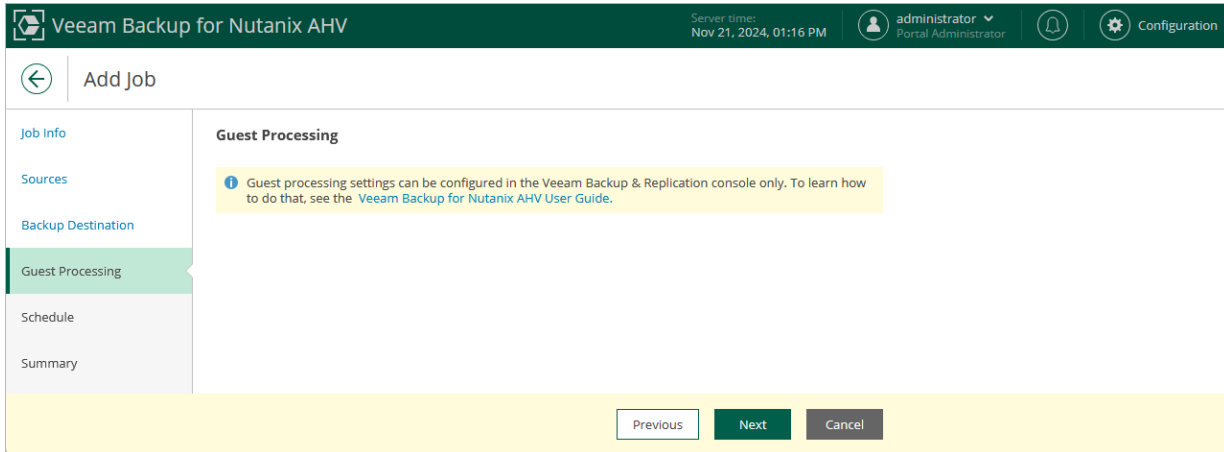 Veeam Backup for Nutanix AHV
Server time:
Nov 21, 2024, 01:16 PM
administrator
Portal Administrator
Configuration
Add Job
Job Info
Sources
Backup Destination
Guest Processing
Schedule
Summary
Guest Processing
Guest processing settings can be configured in the Veeam Backup & Replication console only. To learn how
to do that, see the Veeam Backup for Nutanix AHV User Guide.
Previous
Next
Cancel